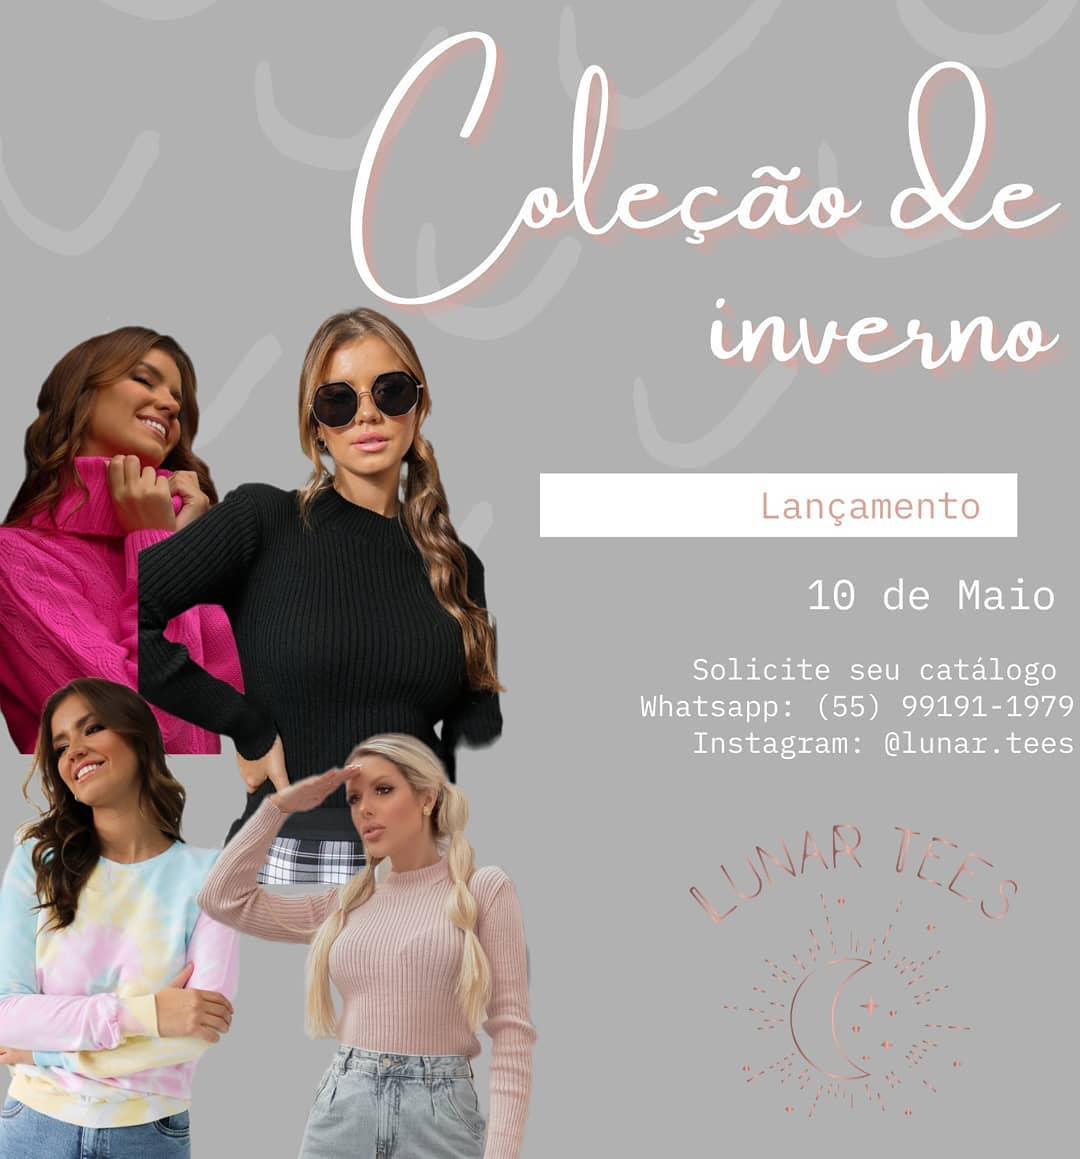 Coleção de
inverno
Lançamento
10 de Maio
Solicite seu catálogo
Whatsapp: (55) 99191-1979
Instagram: @lunar.tees
LUNAR TEES